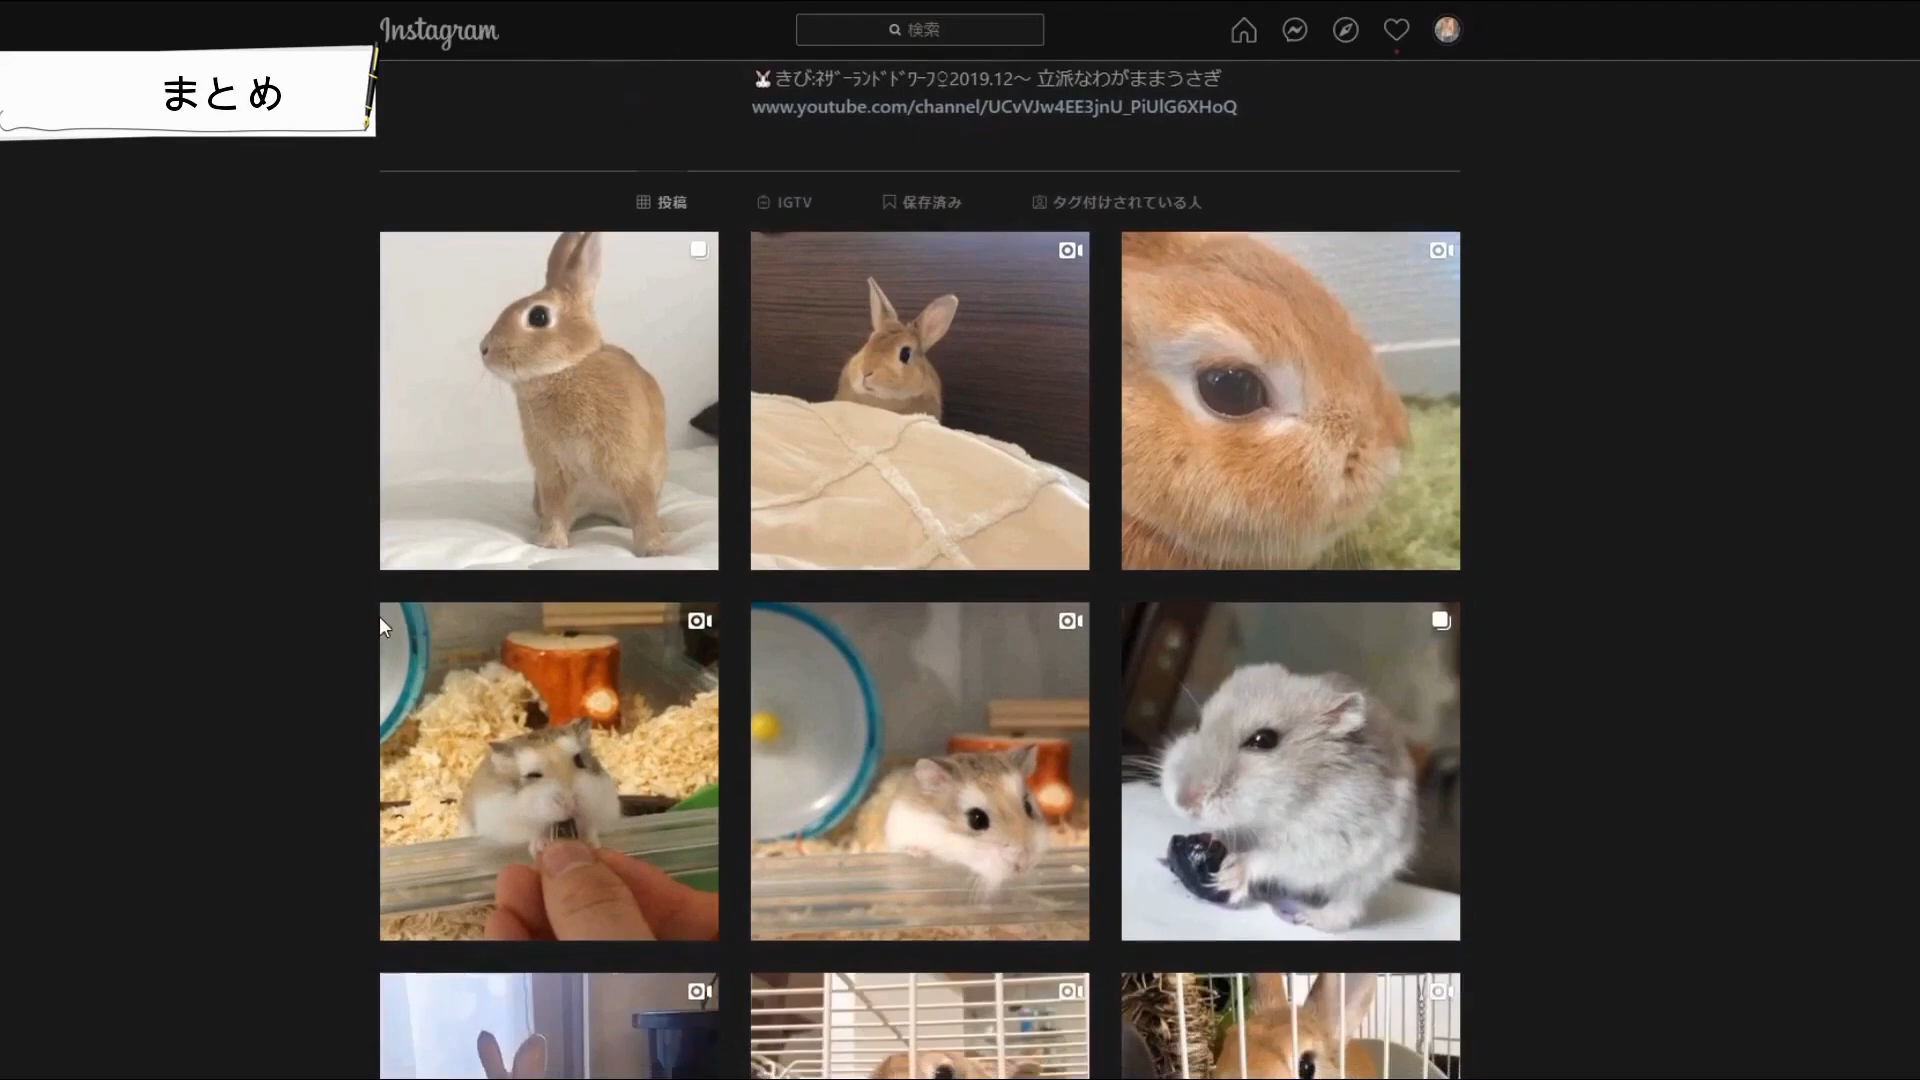 Instagram
検索
まとめ
🐰きび:ﾈｻﾞｰﾗﾝﾄﾞﾄﾞﾜｰﾌ♀2019.12〜 立派なわがままうさぎ
www.youtube.com/channel/UCvVJw4EE3jnU_PiUlG6XHoQ
投稿
IGTV
保存済み
タグ付けされている人